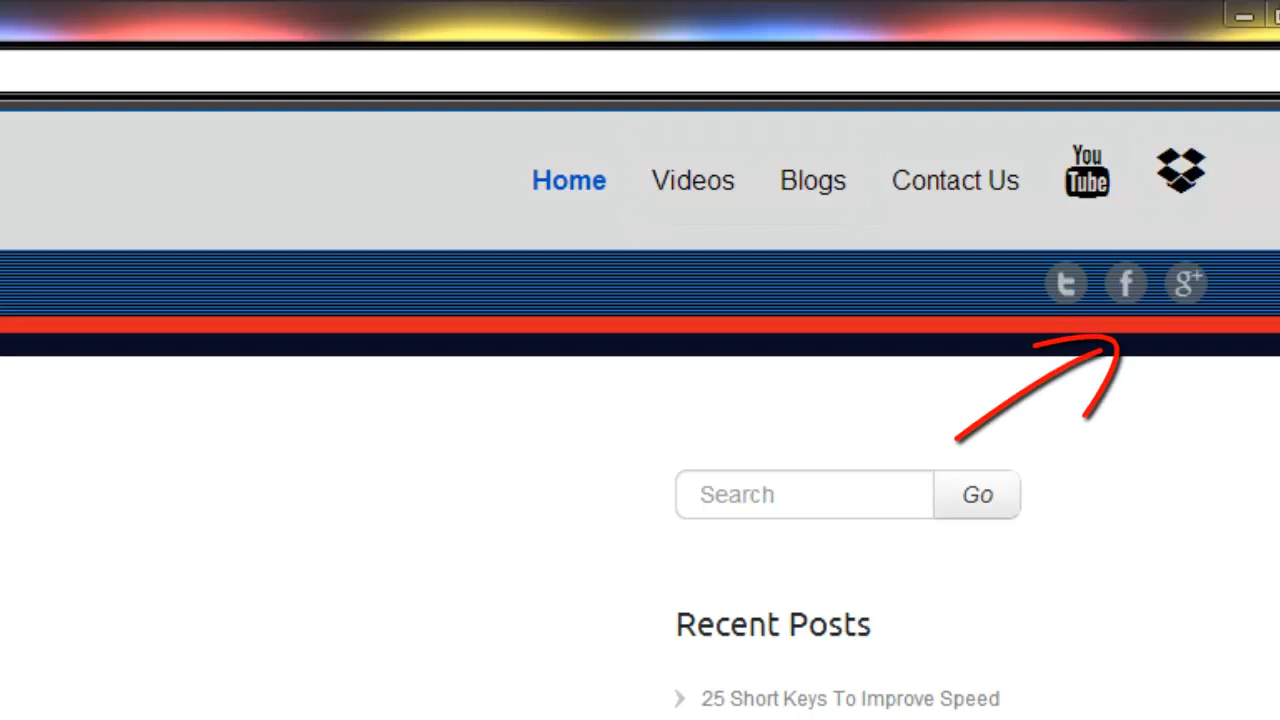 Home Videos Blogs Contact Us You Tube
t f g+
Search Go
Recent Posts
25 Short Keys To Improve Speed